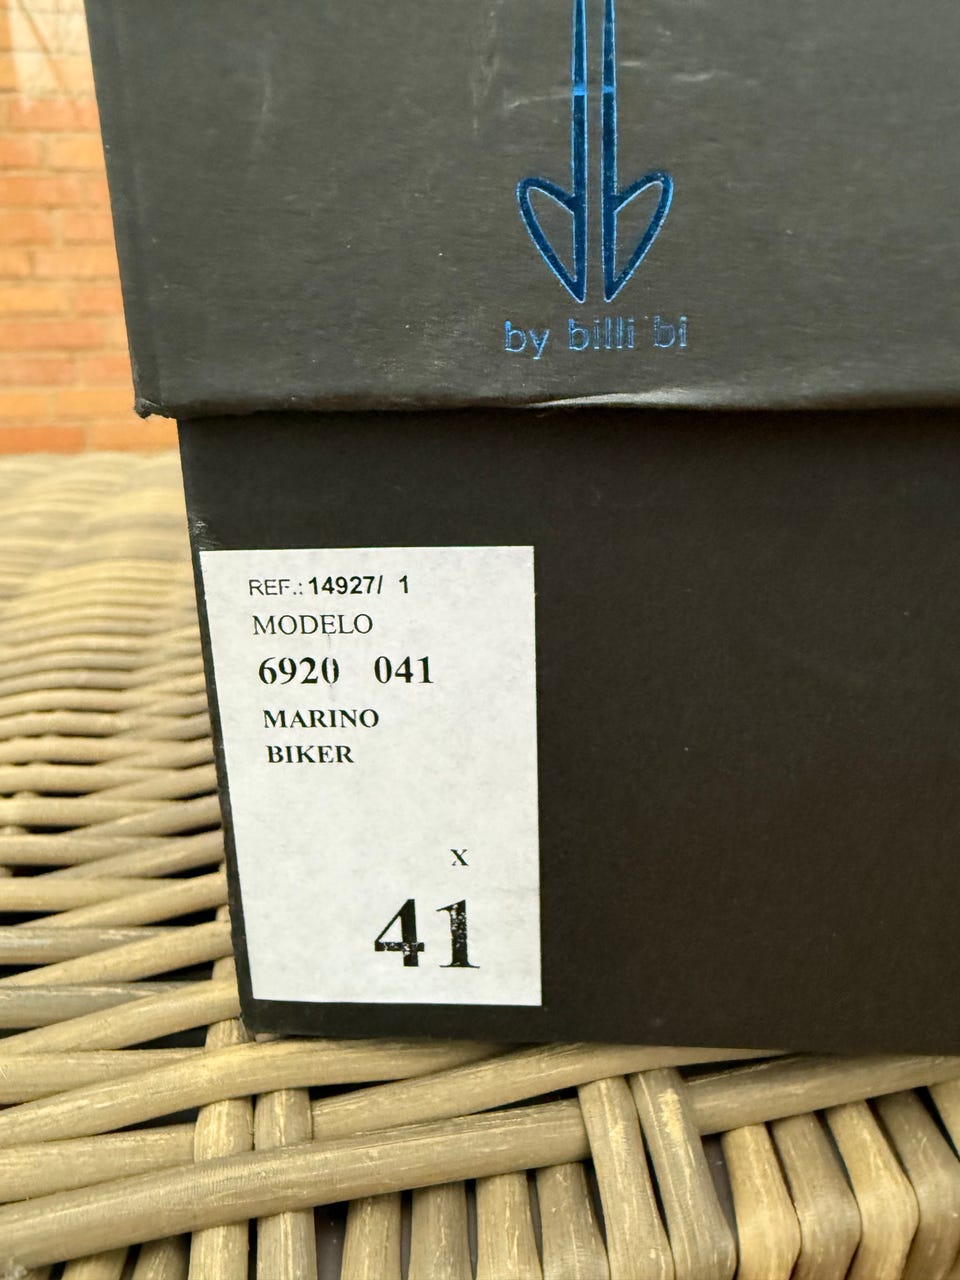 by billi bi
REF.: 14927/ 1
MODELO
6920 041
MARINO
BIKER
X
41